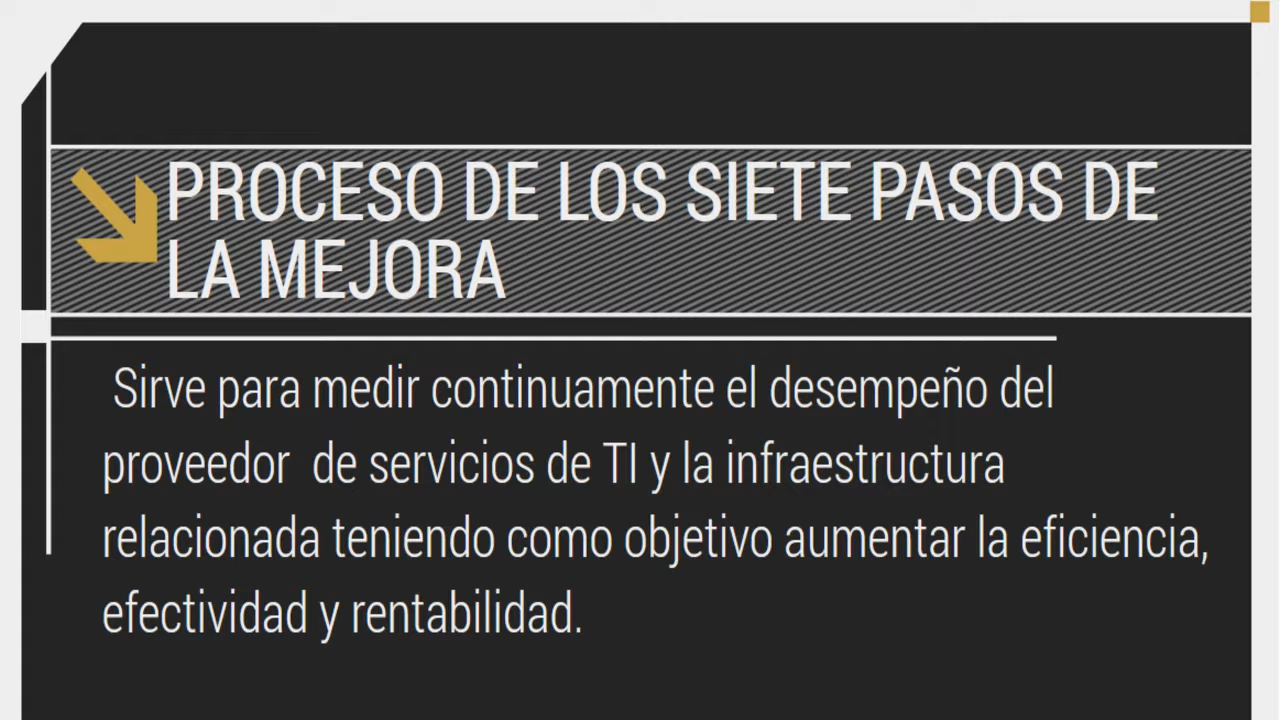 PROCESO DE LOS SIETE PASOS DE
LA MEJORA
Sirve para medir continuamente el desempeño del
proveedor  de servicios de TI y la infraestructura
relacionada teniendo como objetivo aumentar la eficiencia,
efectividad y rentabilidad.